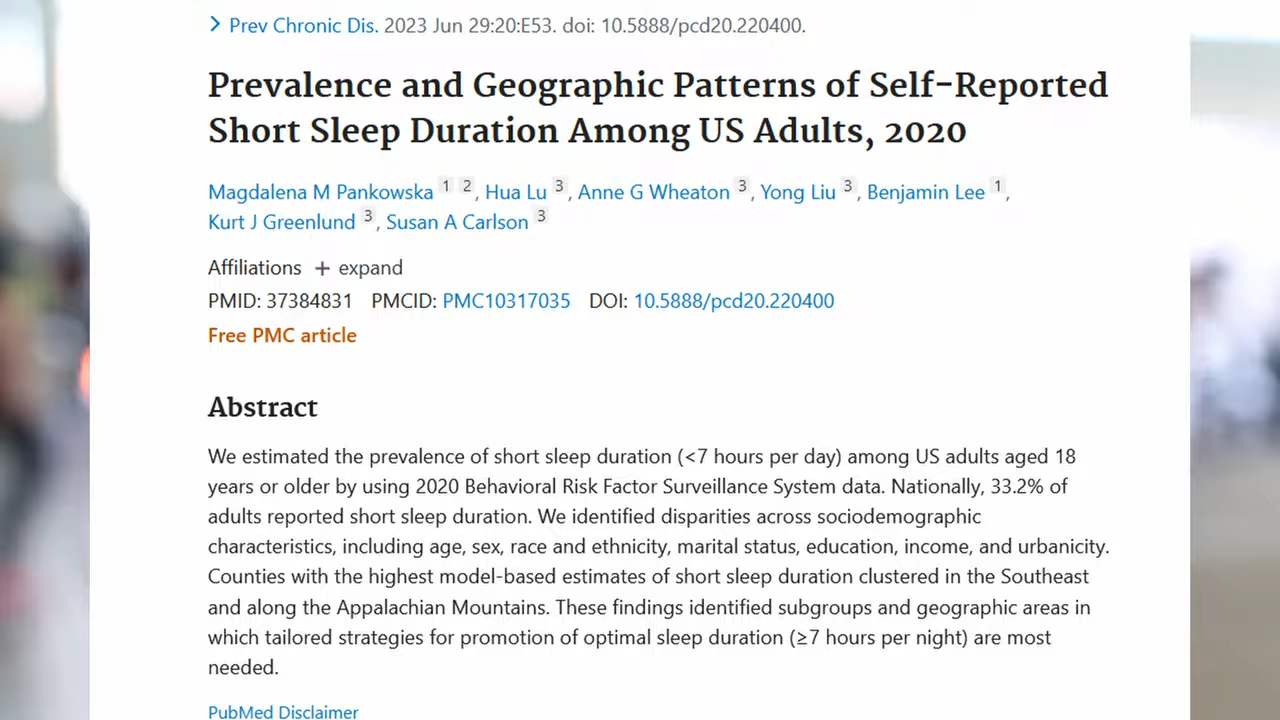 Prev Chronic Dis. 2023 Jun 29:20:E53. doi: 10.5888/pcd20.220400.
Prevalence and Geographic Patterns of Self-Reported
Short Sleep Duration Among US Adults, 2020
Magdalena M Pankowska 1 2, Hua Lu 3, Anne G Wheaton 3, Yong Liu 3, Benjamin Lee 1,
Kurt J Greenlund 3, Susan A Carlson 3
Affiliations + expand
PMID: 37384831 PMCID: PMC10317035 DOI: 10.5888/pcd20.220400
Free PMC article
Abstract
We estimated the prevalence of short sleep duration (<7 hours per day) among US adults aged 18
years or older by using 2020 Behavioral Risk Factor Surveillance System data. Nationally, 33.2% of
adults reported short sleep duration. We identified disparities across sociodemographic
characteristics, including age, sex, race and ethnicity, marital status, education, income, and urbanicity.
Counties with the highest model-based estimates of short sleep duration clustered in the Southeast
and along the Appalachian Mountains. These findings identified subgroups and geographic areas in
which tailored strategies for promotion of optimal sleep duration (≥7 hours per night) are most
needed.
PubMed Disclaimer